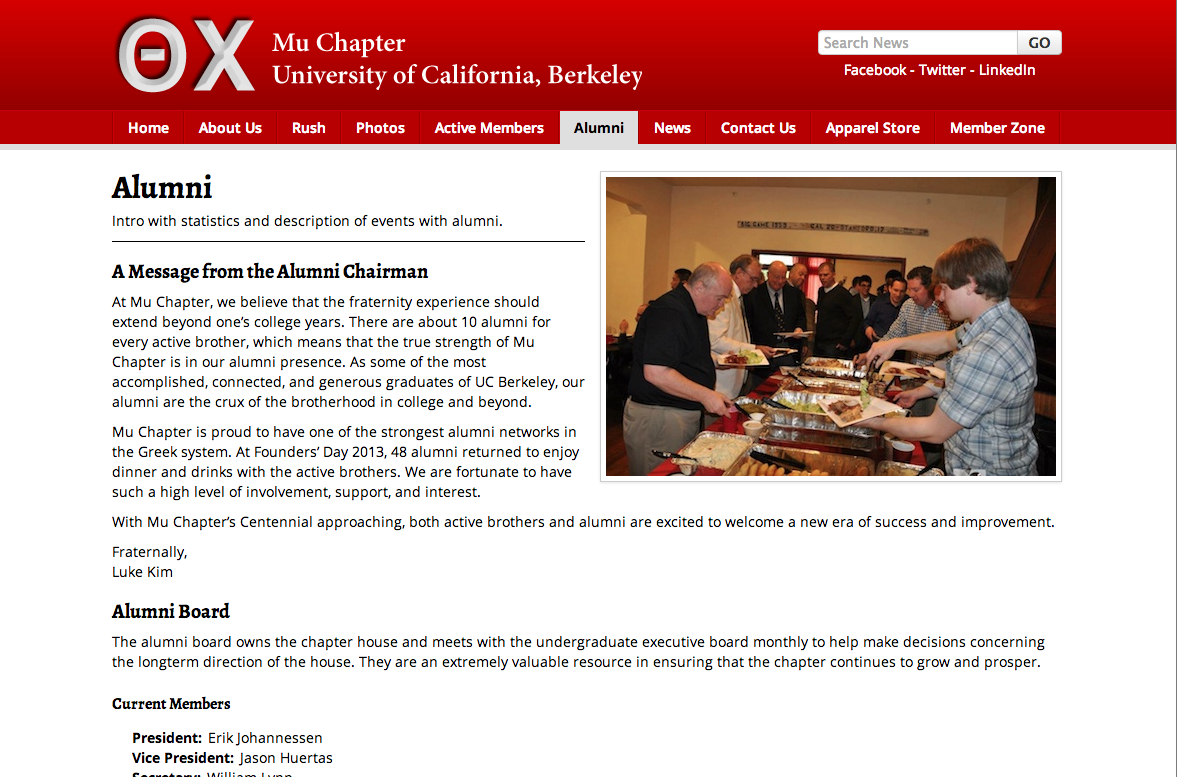 ΘΧ
Mu Chapter
University of California, Berkeley
Search News
GO
Facebook - Twitter - LinkedIn
Home
About Us
Rush
Photos
Active Members
Alumni
News
Contact Us
Apparel Store
Member Zone
Alumni
Intro with statistics and description of events with alumni.
A Message from the Alumni Chairman
At Mu Chapter, we believe that the fraternity experience should
extend beyond one’s college years. There are about 10 alumni for
every active brother, which means that the true strength of Mu
Chapter is in our alumni presence. As some of the most
accomplished, connected, and generous graduates of UC Berkeley, our
alumni are the crux of the brotherhood in college and beyond.
Mu Chapter is proud to have one of the strongest alumni networks in
the Greek system. At Founders’ Day 2013, 48 alumni returned to enjoy
dinner and drinks with the active brothers. We are fortunate to have
such a high level of involvement, support, and interest.
With Mu Chapter’s Centennial approaching, both active brothers and alumni are excited to welcome a new era of success and improvement.
Fraternally,
Luke Kim
Alumni Board
The alumni board owns the chapter house and meets with the undergraduate executive board monthly to help make decisions concerning
the longterm direction of the house. They are an extremely valuable resource in ensuring that the chapter continues to grow and prosper.
Current Members
President: Erik Johannessen
Vice President: Jason Huertas
Secretary: William Lynn